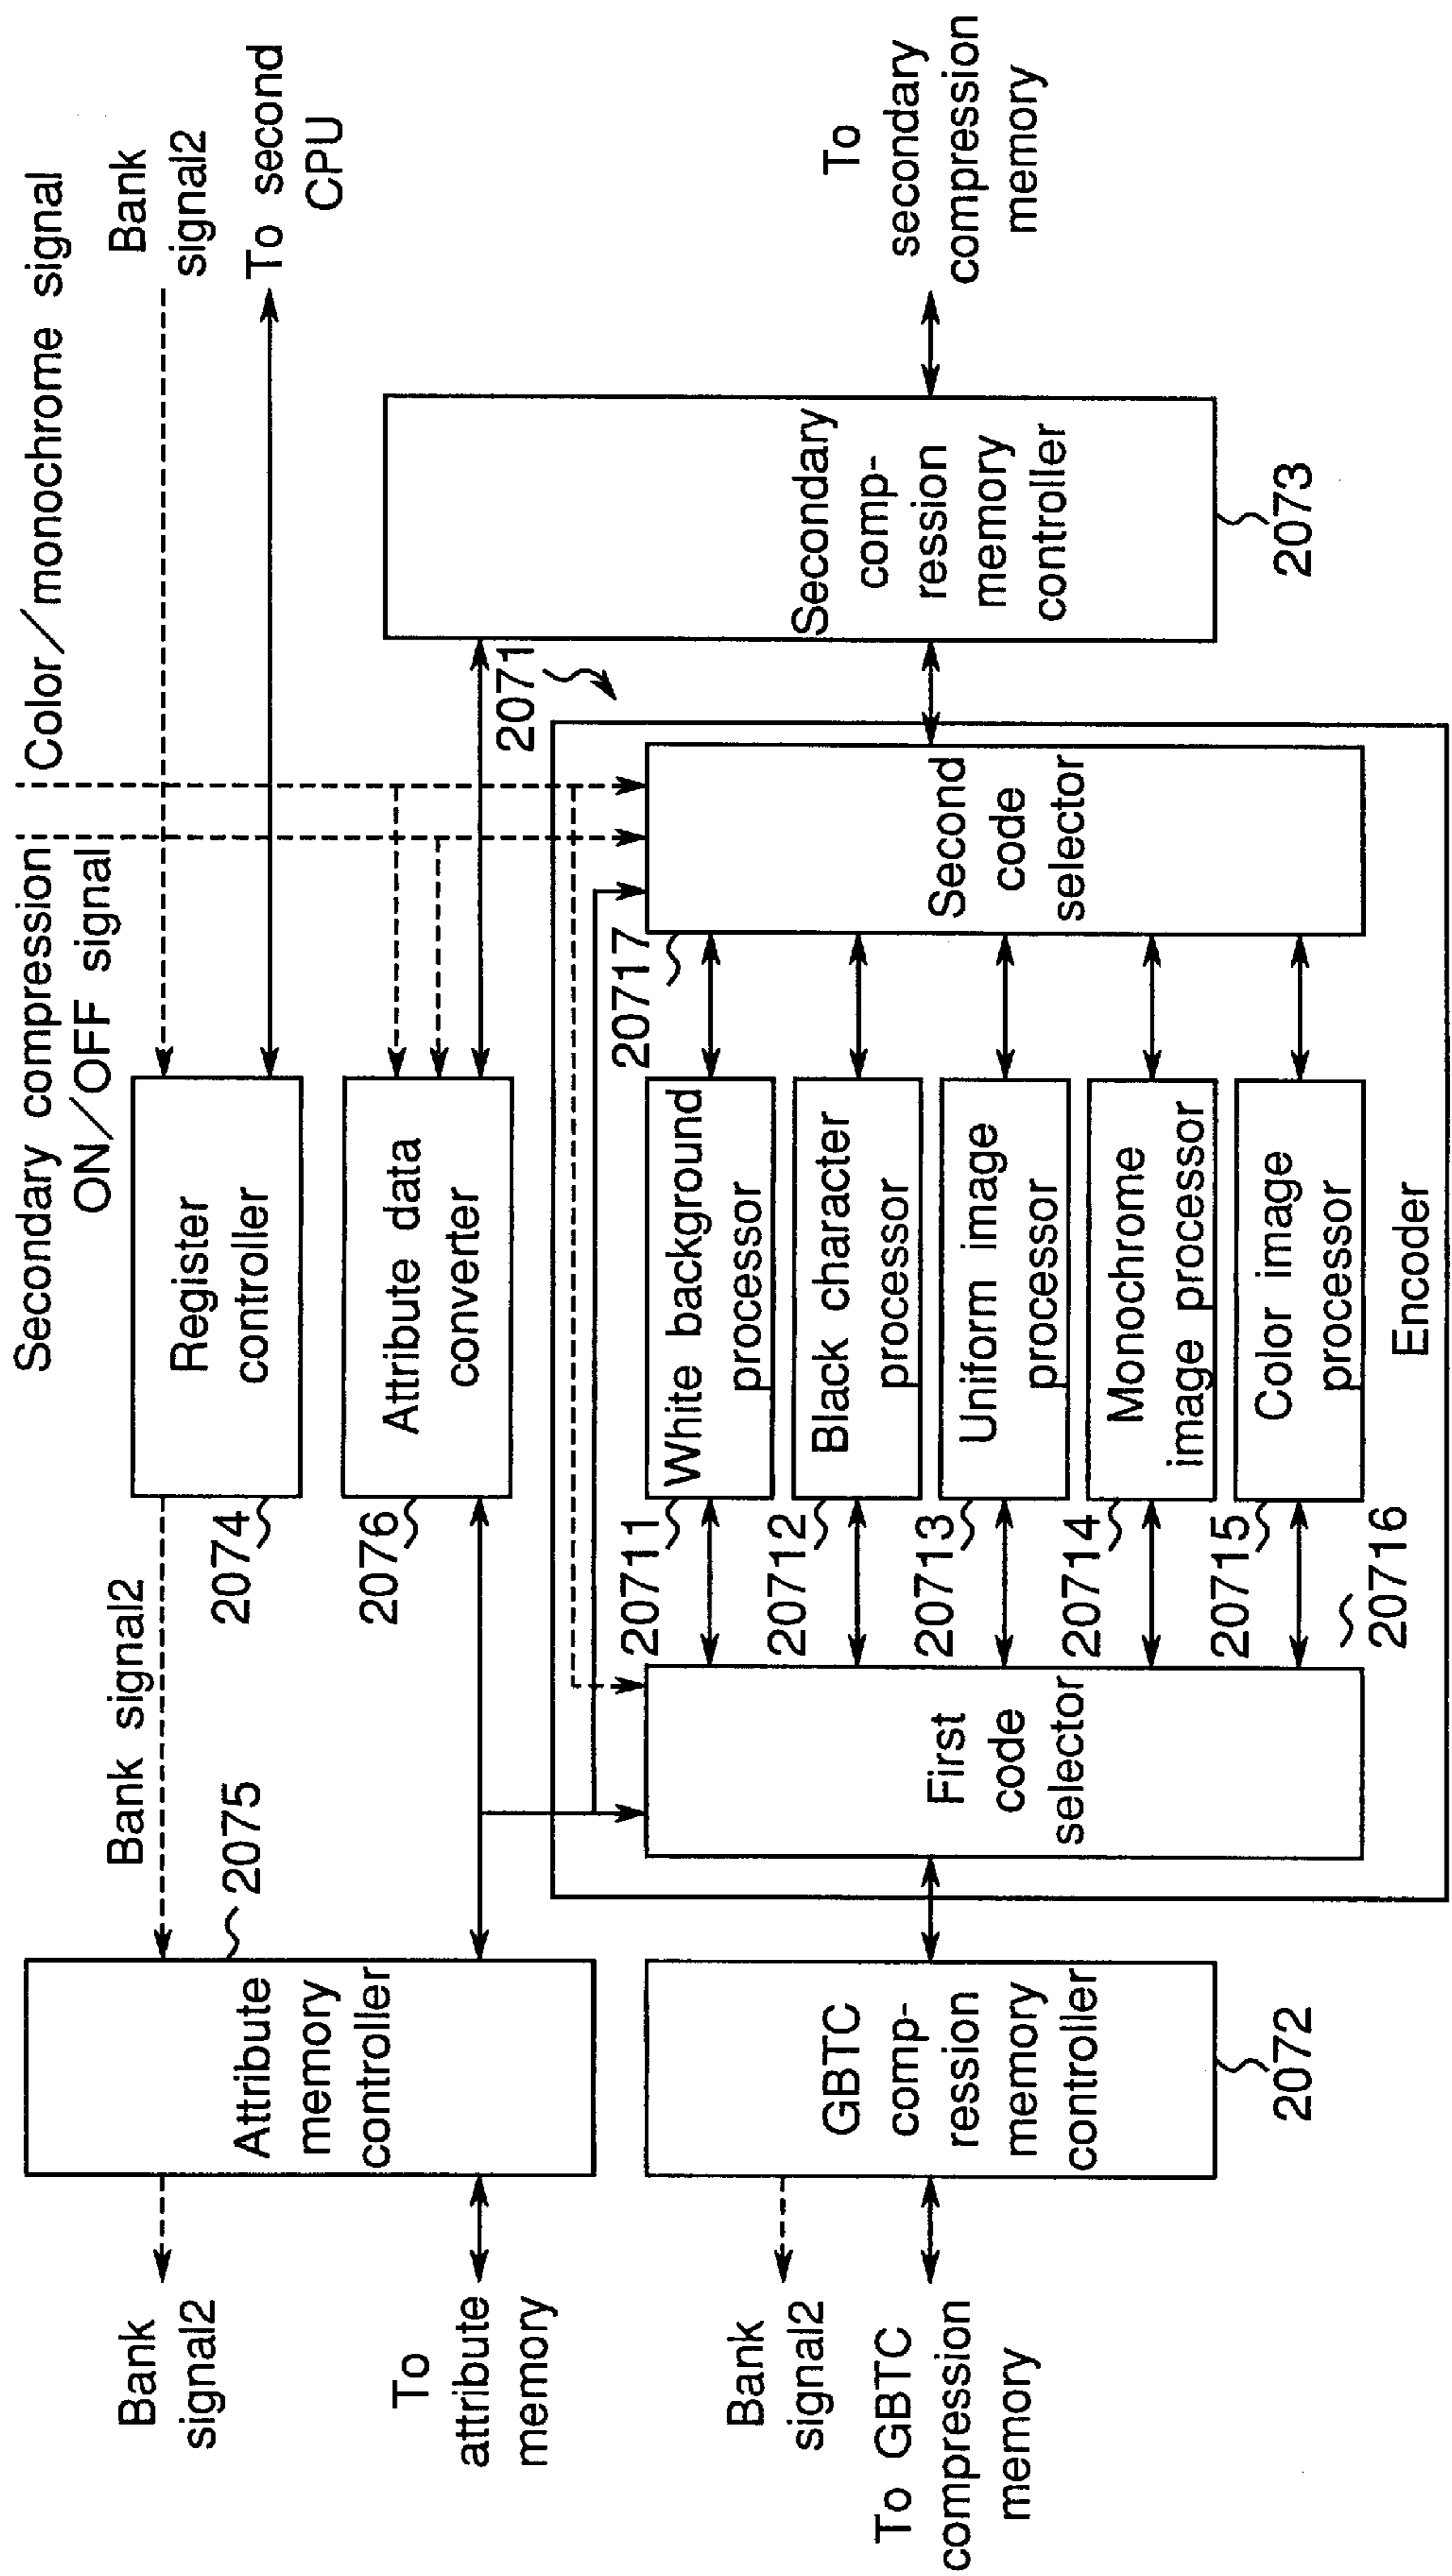 Secondary compression
ON/OFF signal
Color/monochrome signal
Bank
signal2
Bank signal2
Bank
signal2
To second
CPU
2075
2074
Register
controller
Attribute
memory
controller
2076
Attribute data
converter
To
attribute
memory
2071
20717
20711
White background
processor
20712
Black character
processor
20713
Uniform image
processor
20714
Monochrome
image processor
20715
Color image
processor
20716
Encoder
First
code
selector
Second
code
selector
Bank
signal2
To GBTC
compression
memory
GBTC
comp-
ression
memory
controller
2072
Secondary
comp-
ression
memory
controller
2073
To
secondary
compression
memory